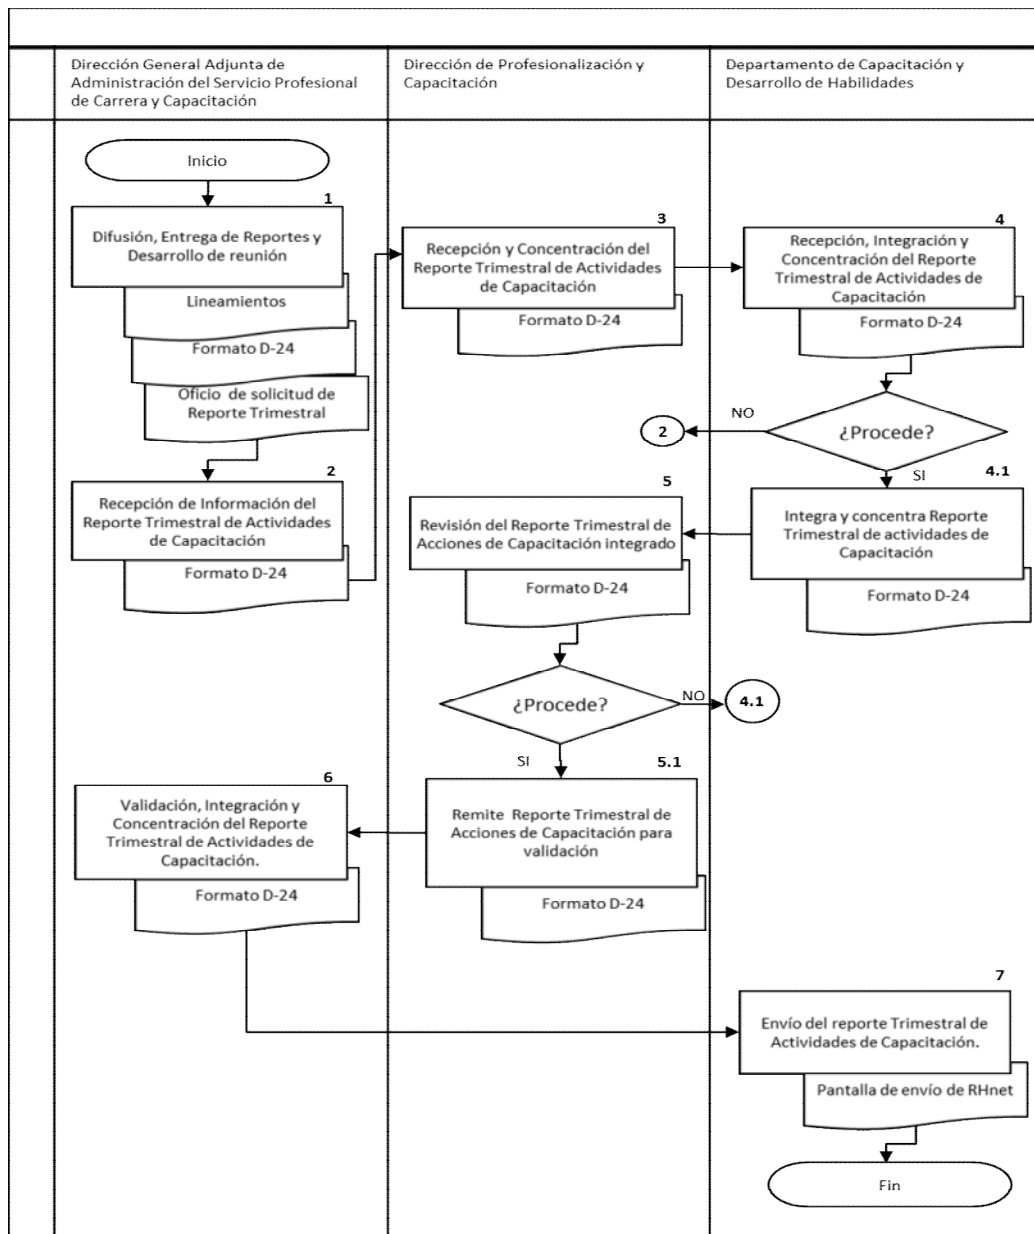 Dirección General Adjunta de
Administración del Servicio Profesional
de Carrera y Capacitación
Dirección de Profesionalización y
Capacitación
Departamento de Capacitación y
Desarrollo de Habilidades
Inicio
1
Difusión, Entrega de Reportes y
Desarrollo de reunión
Lineamientos
Formato D-24
Oficio de solicitud de
Reporte Trimestral
2
Recepción de Información del
Reporte Trimestral de Actividades
de Capacitación
Formato D-24
3
Recepción y Concentración del
Reporte Trimestral de Actividades
de Capacitación
Formato D-24
4
Recepción, Integración y
Concentración del Reporte
Trimestral de Actividades de
Capacitación
Formato D-24
¿Procede?
NO
2
SI
4.1
Integra y concentra Reporte
Trimestral de actividades de
Capacitación
Formato D-24
5
Revisión del Reporte Trimestral de
Acciones de Capacitación integrado
Formato D-24
¿Procede?
NO
4.1
SI
5.1
Remite Reporte Trimestral de
Acciones de Capacitación para
validación
Formato D-24
6
Validación, Integración y
Concentración del Reporte
Trimestral de Actividades de
Capacitación.
Formato D-24
7
Envío del reporte Trimestral de
Actividades de Capacitación.
Pantalla de envío de RHnet
Fin